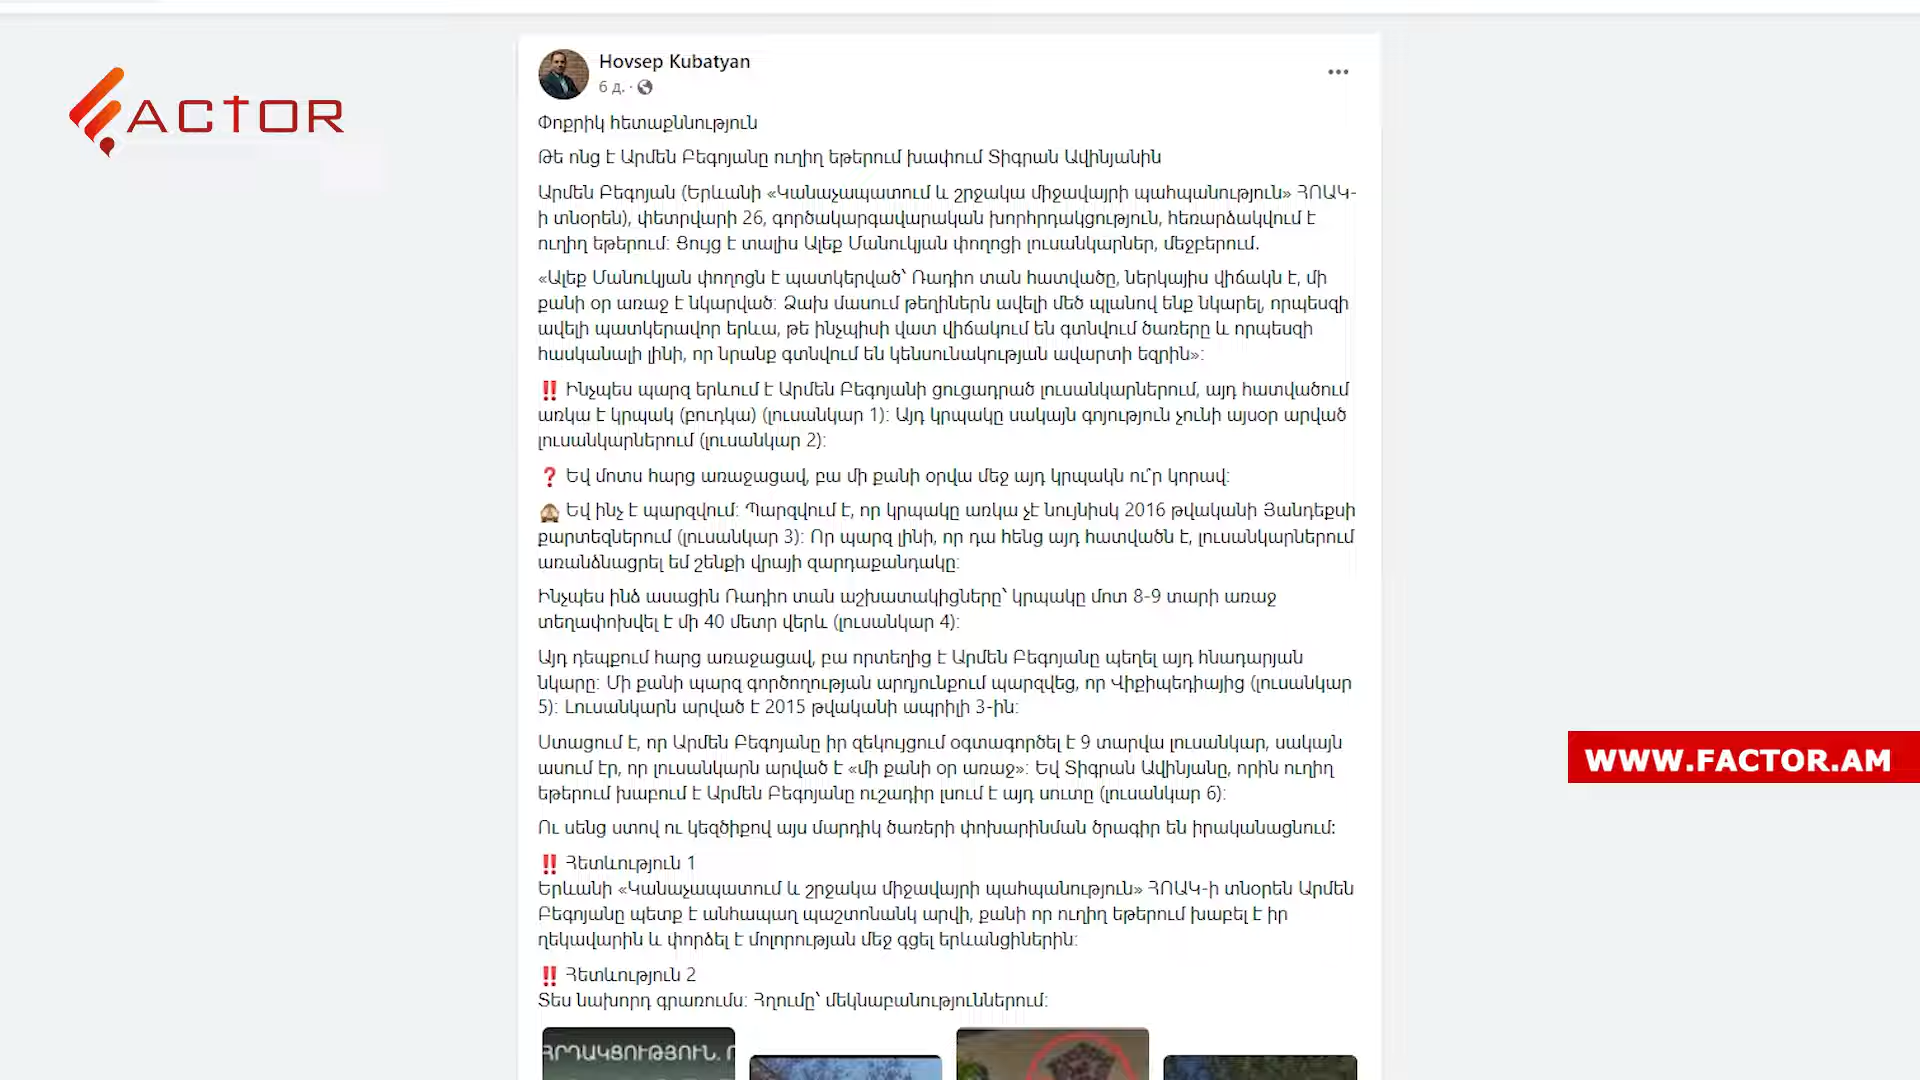 ACTOR
Hovsep Kubatyan
6 д. ·
Փոքրիկ հետաքննություն
Թե ոնց է Արմեն Բեգոյանը ուղիղ եթերում խափում Տիգրան Ավինյանին
Արմեն Բեգոյան (Երևանի «Կանաչապատում և շրջակա միջավայրի պահպանություն» ՀՈԱԿ-
ի տնօրեն), փետրվարի 26, գործակարգավարական խորհրդակցություն, հեռարձակվում է
ուղիղ եթերում։ Ցույց է տալիս Ալեք Մանուկյան փողոցի լուսանկարներ, մեջբերում.
«Ալեք Մանուկյան փողոցն է պատկերված՝ Ռադիո տան հատվածը, ներկայիս վիճակն է, մի
քանի օր առաջ է նկարված։ Ձախ մասում թեղիներն ավելի մեծ պլանով ենք նկարել, որպեսզի
ավելի պատկերավոր երևա, թե ինչպիսի վատ վիճակում են գտնվում ծառերը և որպեսզի
հասկանալի լինի, որ նրանք գտնվում են կենսունակության ավարտի եզրին»։
‼️ Ինչպես պարզ երևում է Արմեն Բեգոյանի ցուցադրած լուսանկարներում, այդ հատվածում
առկա է կրպակ (բուդկա) (լուսանկար 1)։ Այդ կրպակը սակայն գոյություն չունի այսօր արված
լուսանկարներում (լուսանկար 2)։
❓ Եվ մոտս հարց առաջացավ, բա մի քանի օրվա մեջ այդ կրպակն ու՞ր կորավ։
🙈 Եվ ինչ է պարզվում։ Պարզվում է, որ կրպակը առկա չէ նույնիսկ 2016 թվականի Յանդեքսի
քարտեզներում (լուսանկար 3)։ Որ պարզ լինի, որ դա հենց այդ հատվածն է, լուսանկարներում
առանձնացրել եմ շենքի վրայի զարդաքանդակը։
Ինչպես ինձ ասացին Ռադիո տան աշխատակիցները՝ կրպակը մոտ 8-9 տարի առաջ
տեղափոխվել է մի 40 մետր վերև (լուսանկար 4)։
Այդ դեպքում հարց առաջացավ, բա որտեղից է Արմեն Բեգոյանը պեղել այդ հնադարյան
նկարը։ Մի քանի պարզ գործողության արդյունքում պարզվեց, որ Վիքիպեդիայից (լուսանկար
5)։ Լուսանկարն արված է 2015 թվականի ապրիլի 3-ին։
Ստացում է, որ Արմեն Բեգոյանը իր զեկույցում օգտագործել է 9 տարվա լուսանկար, սակայն
ասում էր, որ լուսանկարն արված է «մի քանի օր առաջ»։ Եվ Տիգրան Ավինյանը, որին ուղիղ
եթերում խաբում է Արմեն Բեգոյանը ուշադիր լսում է այդ սուտը (լուսանկար 6)։
Ու սենց ստով ու կեզծիքով այս մարդիկ ծառերի փոխարինման ծրագիր են իրականացնում:
‼️ Հետևություն 1
Երևանի «Կանաչապատում և շրջակա միջավայրի պահպանություն» ՀՈԱԿ-ի տնօրեն Արմեն
Բեգոյանը պետք է անհապաղ պաշտոնանկ արվի, քանի որ ուղիղ եթերում խաբել է իր
ղեկավարին և փորձել է մոլորության մեջ գցել երևանցիներին։
‼️ Հետևություն 2
Տես նախորդ գրառումս։ Հղումը՝ մեկնաբանություններում։
WWW.FACTOR.AM